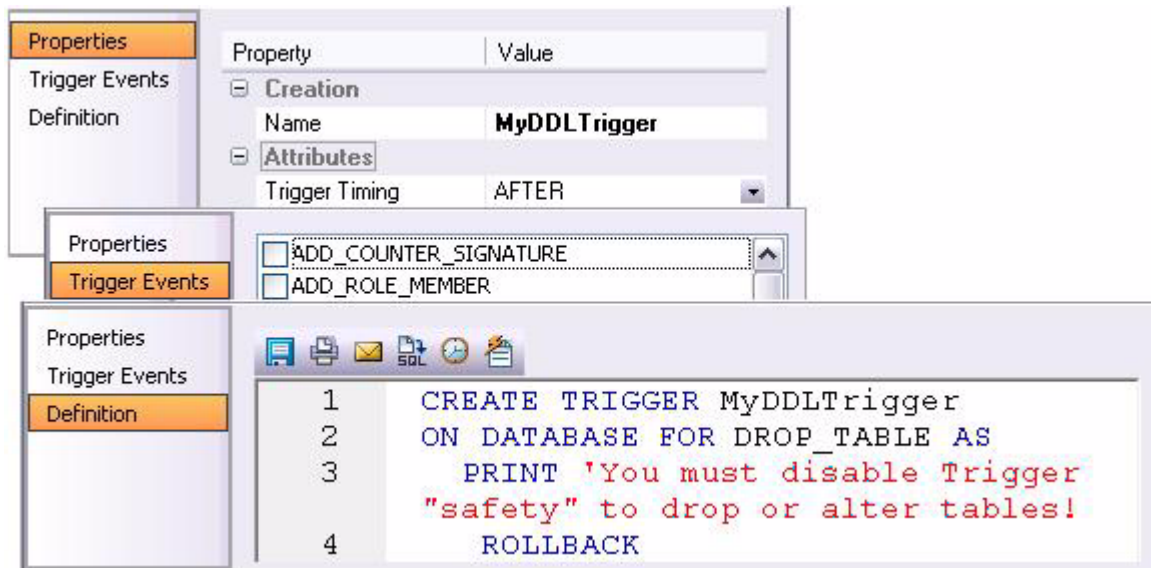 Properties
Trigger Events
Definition
Property Value
Creation
Name MyDDLTrigger
Attributes
Trigger Timing AFTER
Properties
Trigger Events
ADD_COUNTER_SIGNATURE
ADD_ROLE_MEMBER
Properties
Trigger Events
Definition
SQL
1 CREATE TRIGGER MyDDLTrigger
2 ON DATABASE FOR DROP_TABLE AS
3 PRINT 'You must disable Trigger
"safety" to drop or alter tables!
4 ROLLBACK